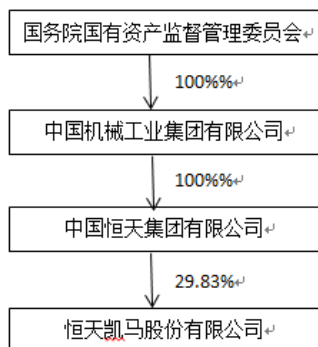 国务院国有资产监督管理委员会
100%%
中国机械工业集团有限公司
100%%
中国恒天集团有限公司
29.83%
恒天凯马股份有限公司